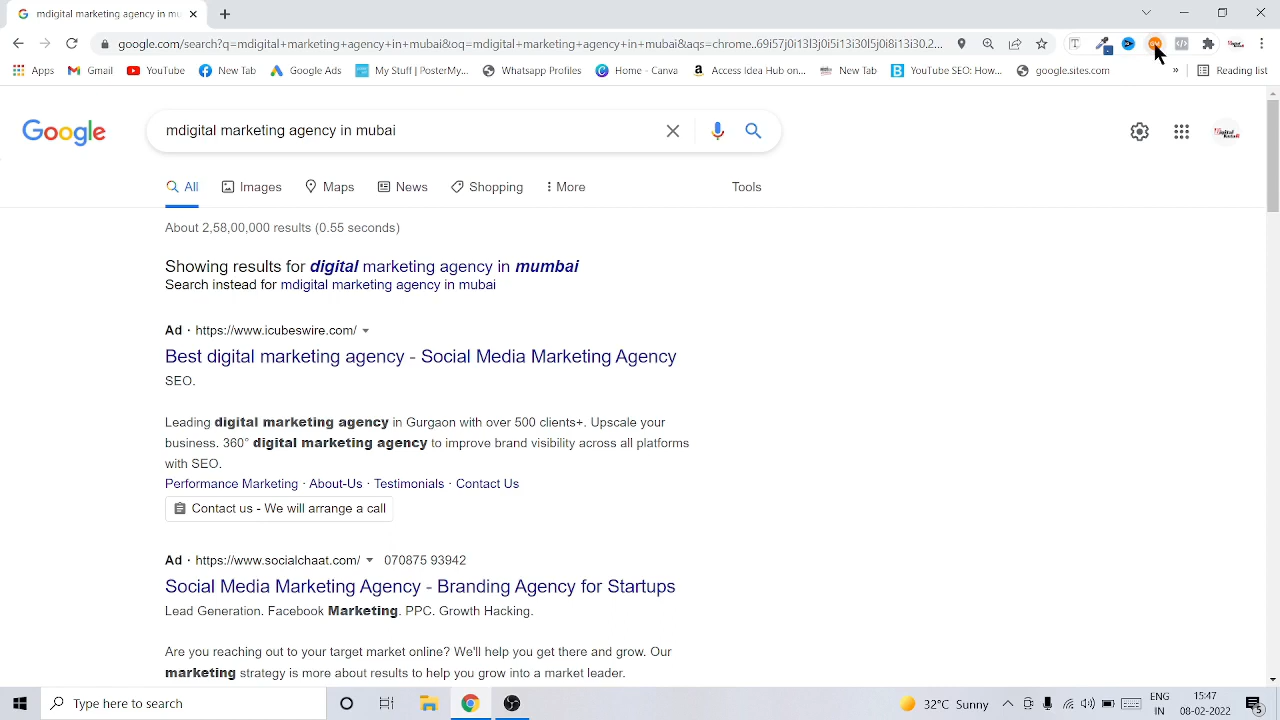 mdigital marketing agency in mu
google.com/search?q=mdigital+marketing+agency+in+mubai&oq=mdigital+marketing+agency+in+mubai&aqs=chrome..69i57j0i13l3j0i5i13i30l5j08i13i30.2...
Apps Gmail YouTube New Tab Google Ads My Stuff | PosterMy... Whatsapp Profiles Home - Canva Access Idea Hub on... New Tab YouTube SEO: How... google.sites.com » Reading list
Google mdigital marketing agency in mubai
All Images Maps News Shopping More Tools
About 2,58,00,000 results (0.55 seconds)
Showing results for digital marketing agency in mumbai
Search instead for mdigital marketing agency in mubai
Ad · https://www.icubeswire.com/
Best digital marketing agency - Social Media Marketing Agency
SEO.
Leading digital marketing agency in Gurgaon with over 500 clients+. Upscale your
business. 360° digital marketing agency to improve brand visibility across all platforms
with SEO.
Performance Marketing · About-Us · Testimonials · Contact Us
Contact us - We will arrange a call
Ad · https://www.socialchaat.com/ 070875 93942
Social Media Marketing Agency - Branding Agency for Startups
Lead Generation. Facebook Marketing. PPC. Growth Hacking.
Are you reaching out to your target market online? We'll help you get there and grow. Our
marketing strategy is more about results to help you grow into a market leader.
Type here to search
32°C Sunny
ENG
IN
15:47
08-02-2022
5